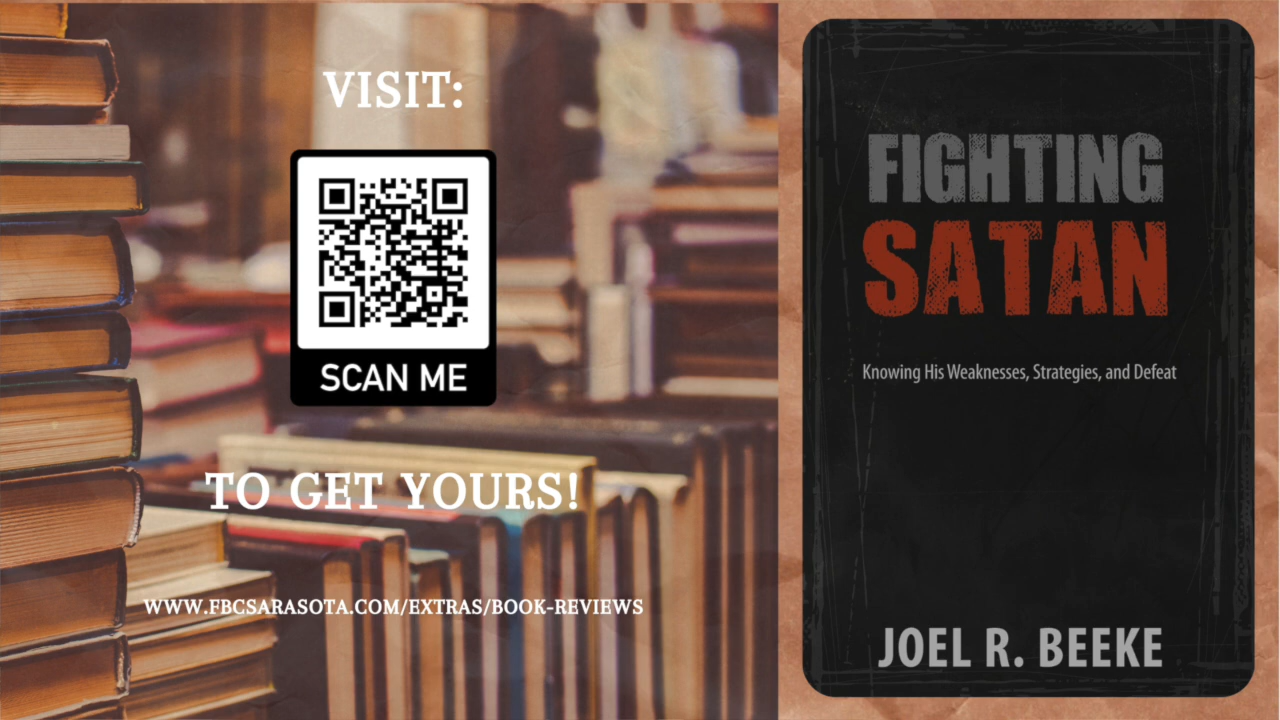 VISIT:
SCAN ME
TO GET YOURS!
WWW.FBCSARASOTA.COM/EXTRAS/BOOK-REVIEWS
FIGHTING
SATAN
Knowing His Weaknesses, Strategies, and Defeat
JOEL R. BEEKE